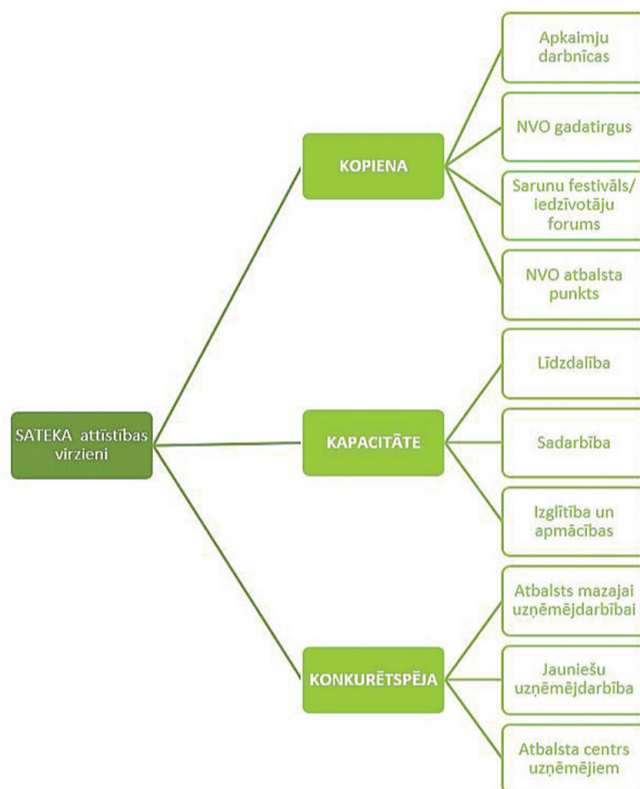 Apkaimju
darbnīcas
NVO gadatirgus
KOPIENA
Sarunu festivāls/
iedzīvotāju
forums
NVO atbalsta
punkts
Līdzdalība
SATEKA attīstības
virzieni
KAPACITĀTE
Sadarbība
Izglītība un
apmācības
Atbalsts mazajai
uzņēmējdarbībai
KONKURĒTSPĒJA
Jauniešu
uzņēmējdarbība
Atbalsta centrs
uzņēmējiem